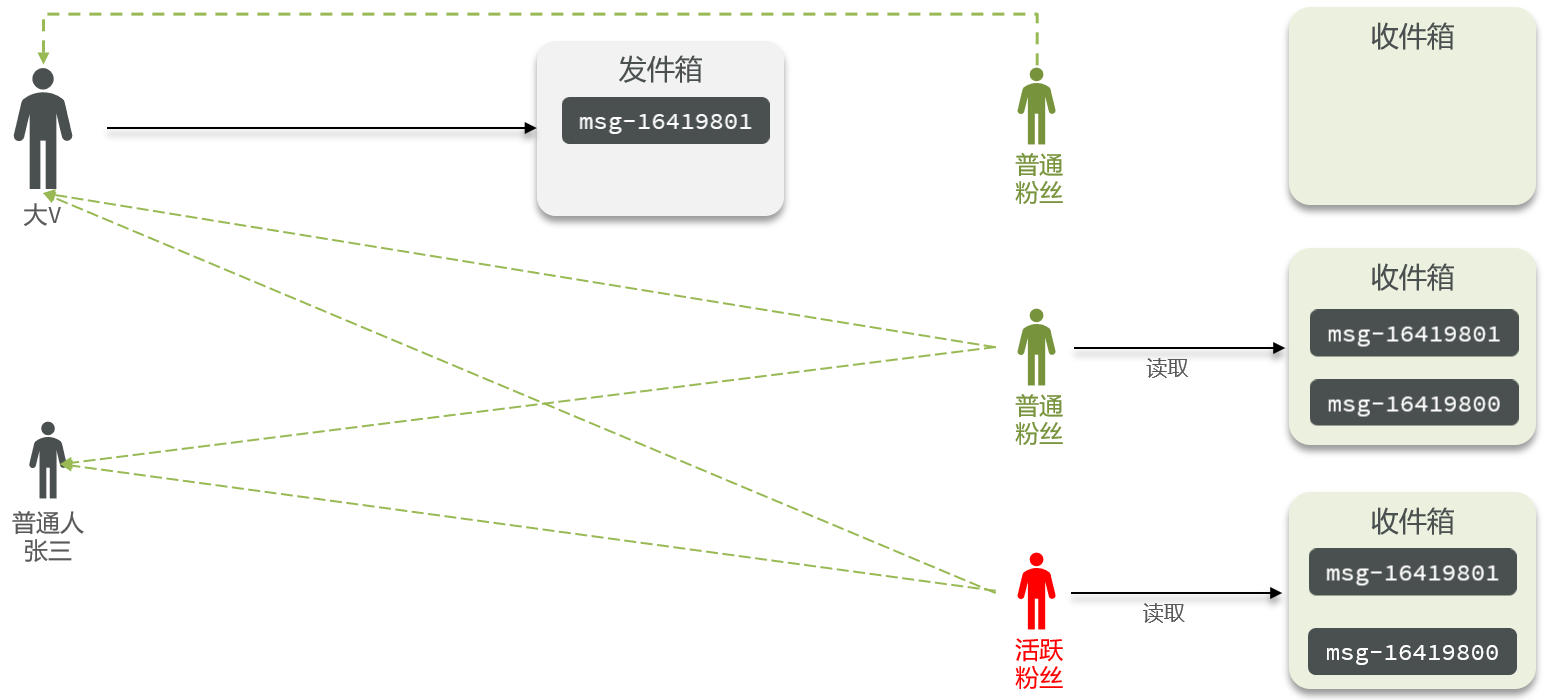 发件箱
msg-16419801
大V
普通
粉丝
收件箱
普通
粉丝
读取
收件箱
msg-16419801
msg-16419800
普通人
张三
活跃
粉丝
读取
收件箱
msg-16419801
msg-16419800